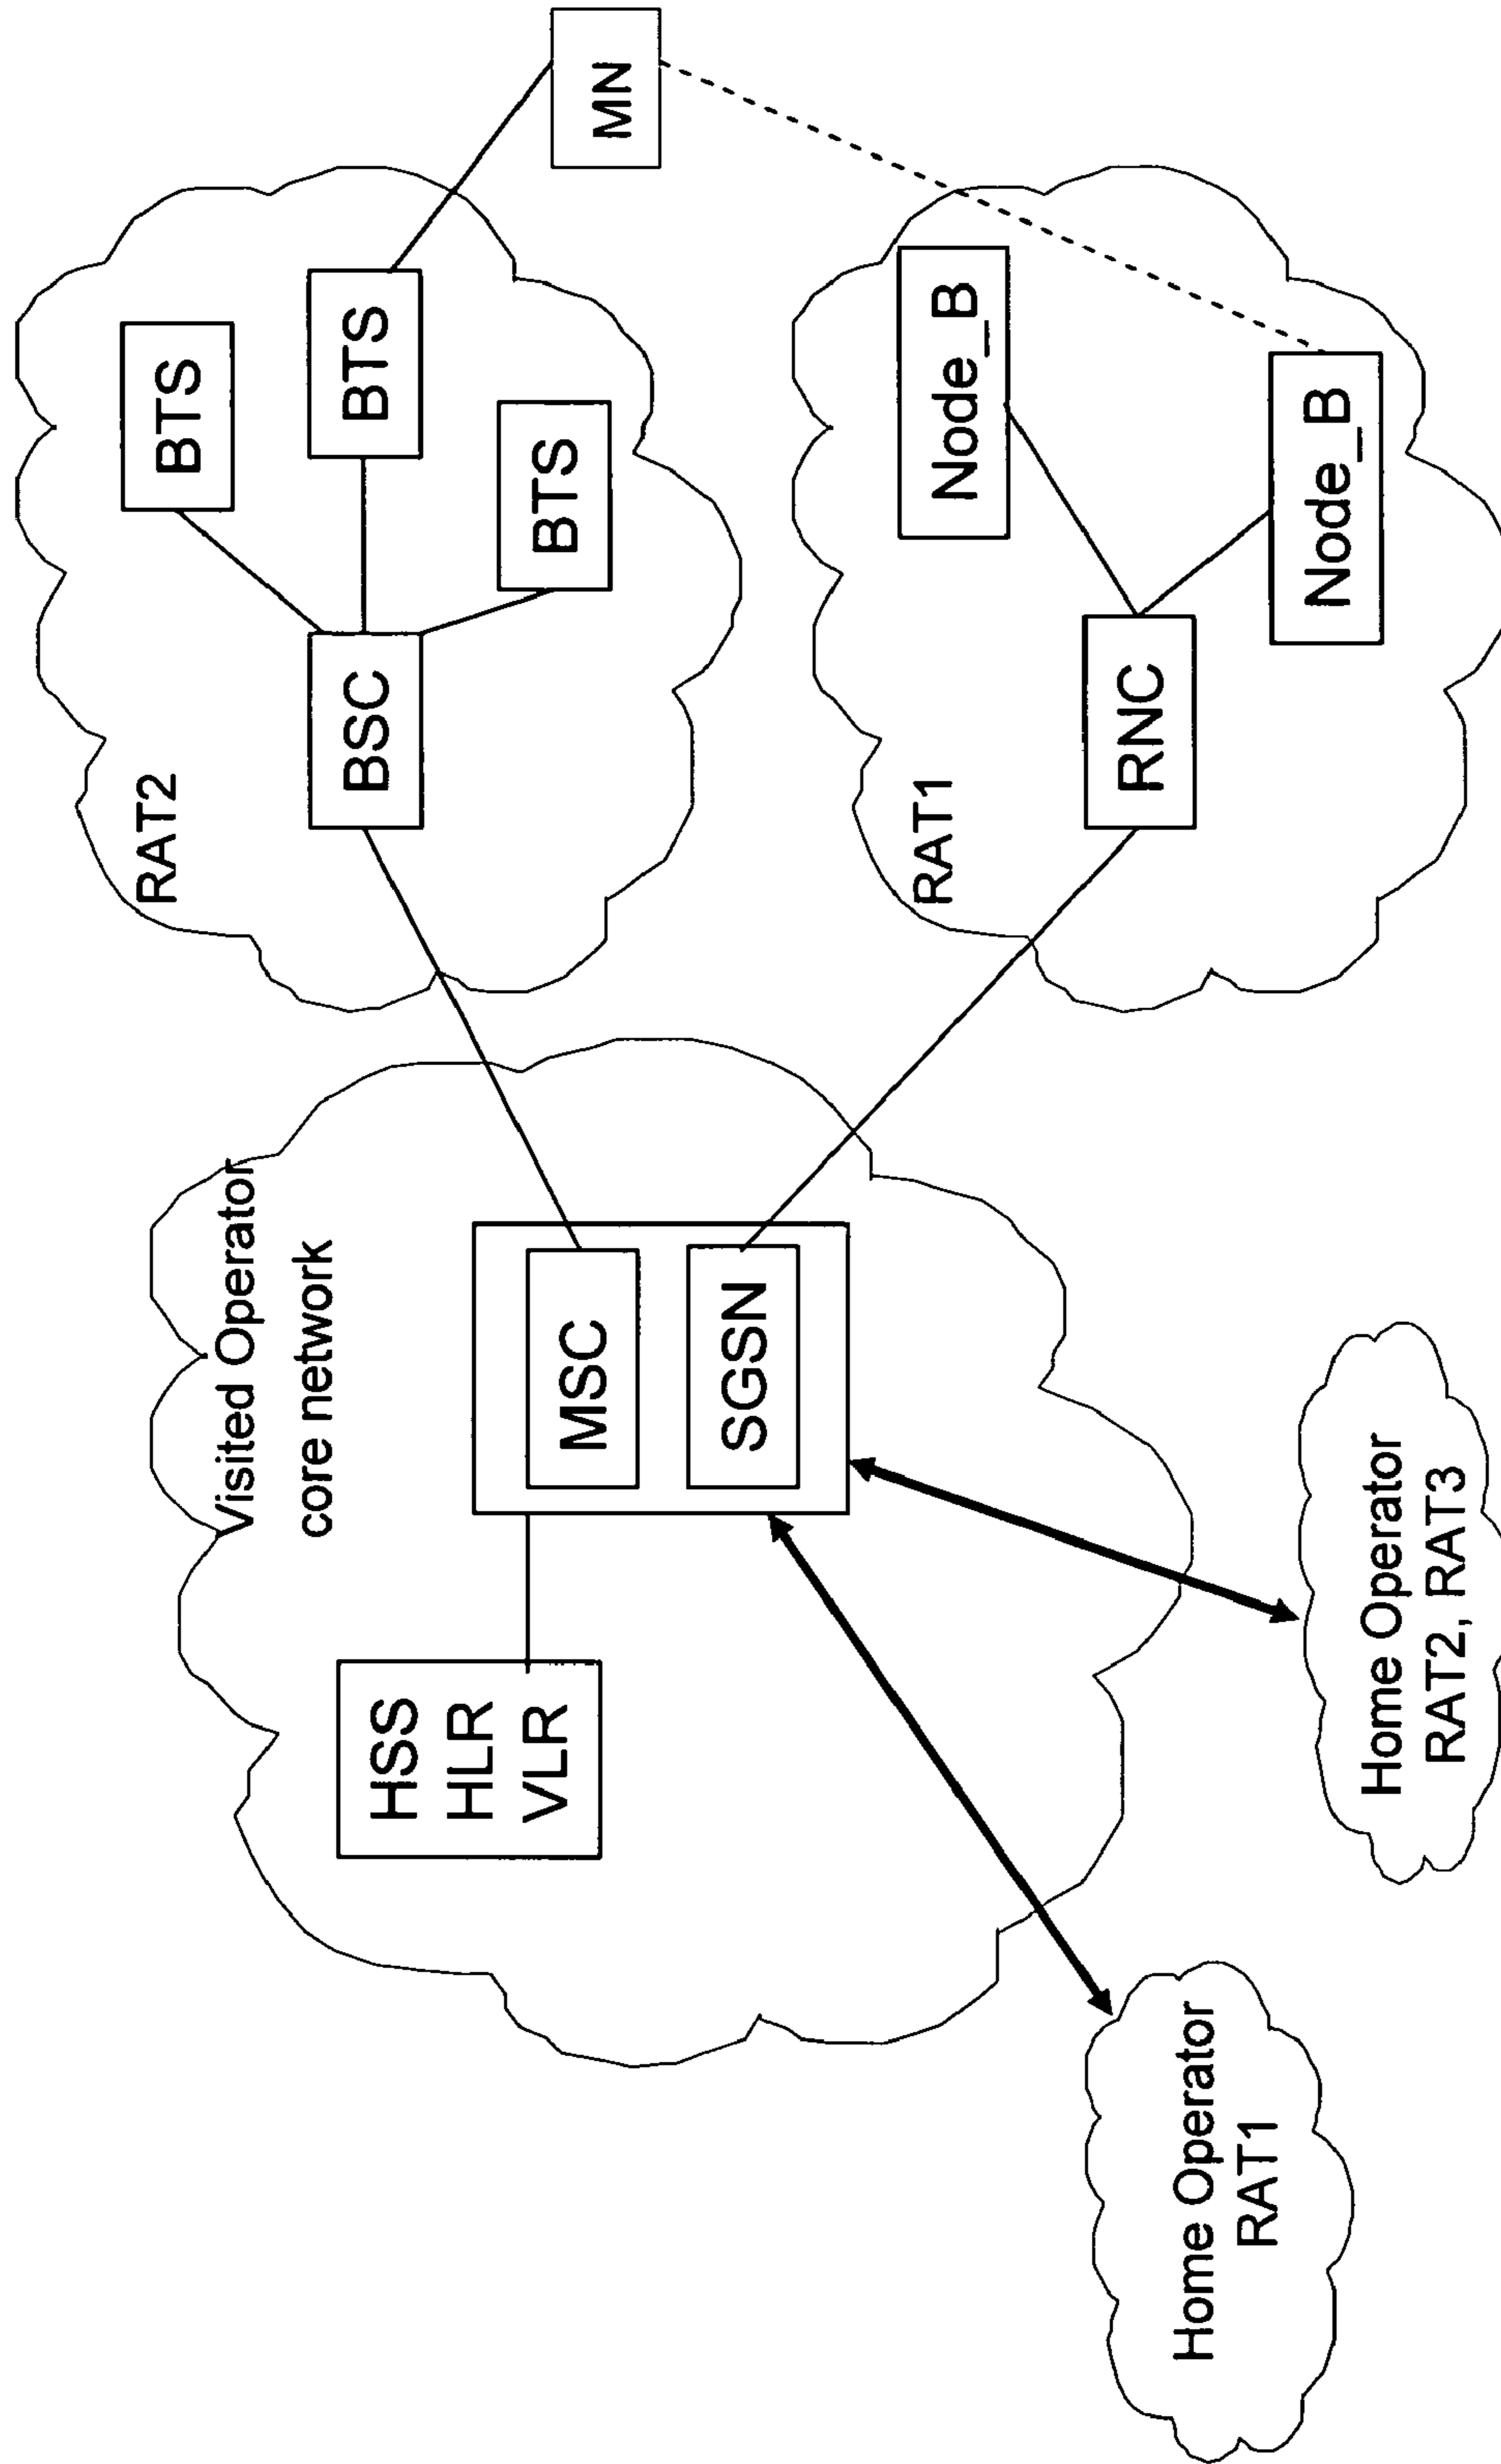 Visited Operator
core network
HSS
HLR
VLR
MSC
SGSN
Home Operator
RAT1
Home Operator
RAT2, RAT3
RAT2
BSC
BTS
BTS
BTS
MN
RAT1
RNC
Node_B
Node_B